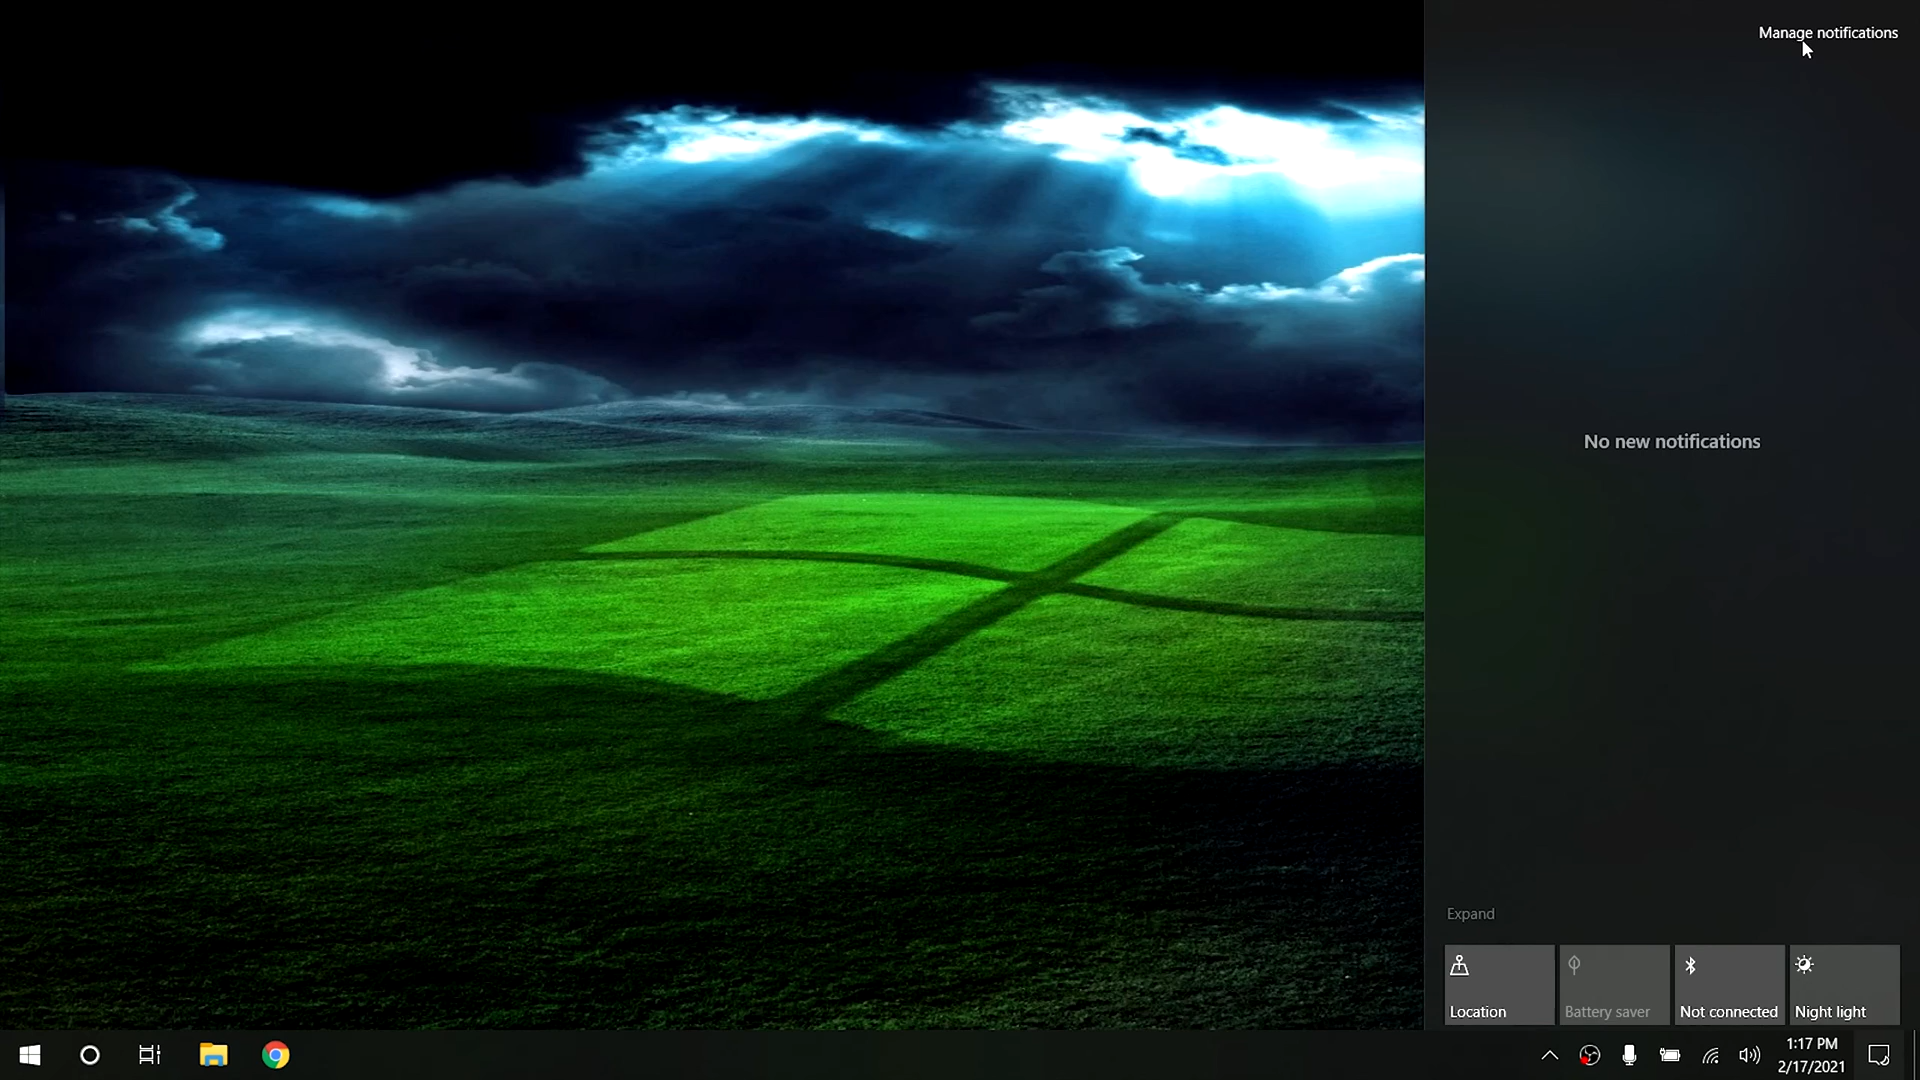 Manage notifications
No new notifications
Expand
Location
Battery saver
Not connected
Night light
1:17 PM
2/17/2021